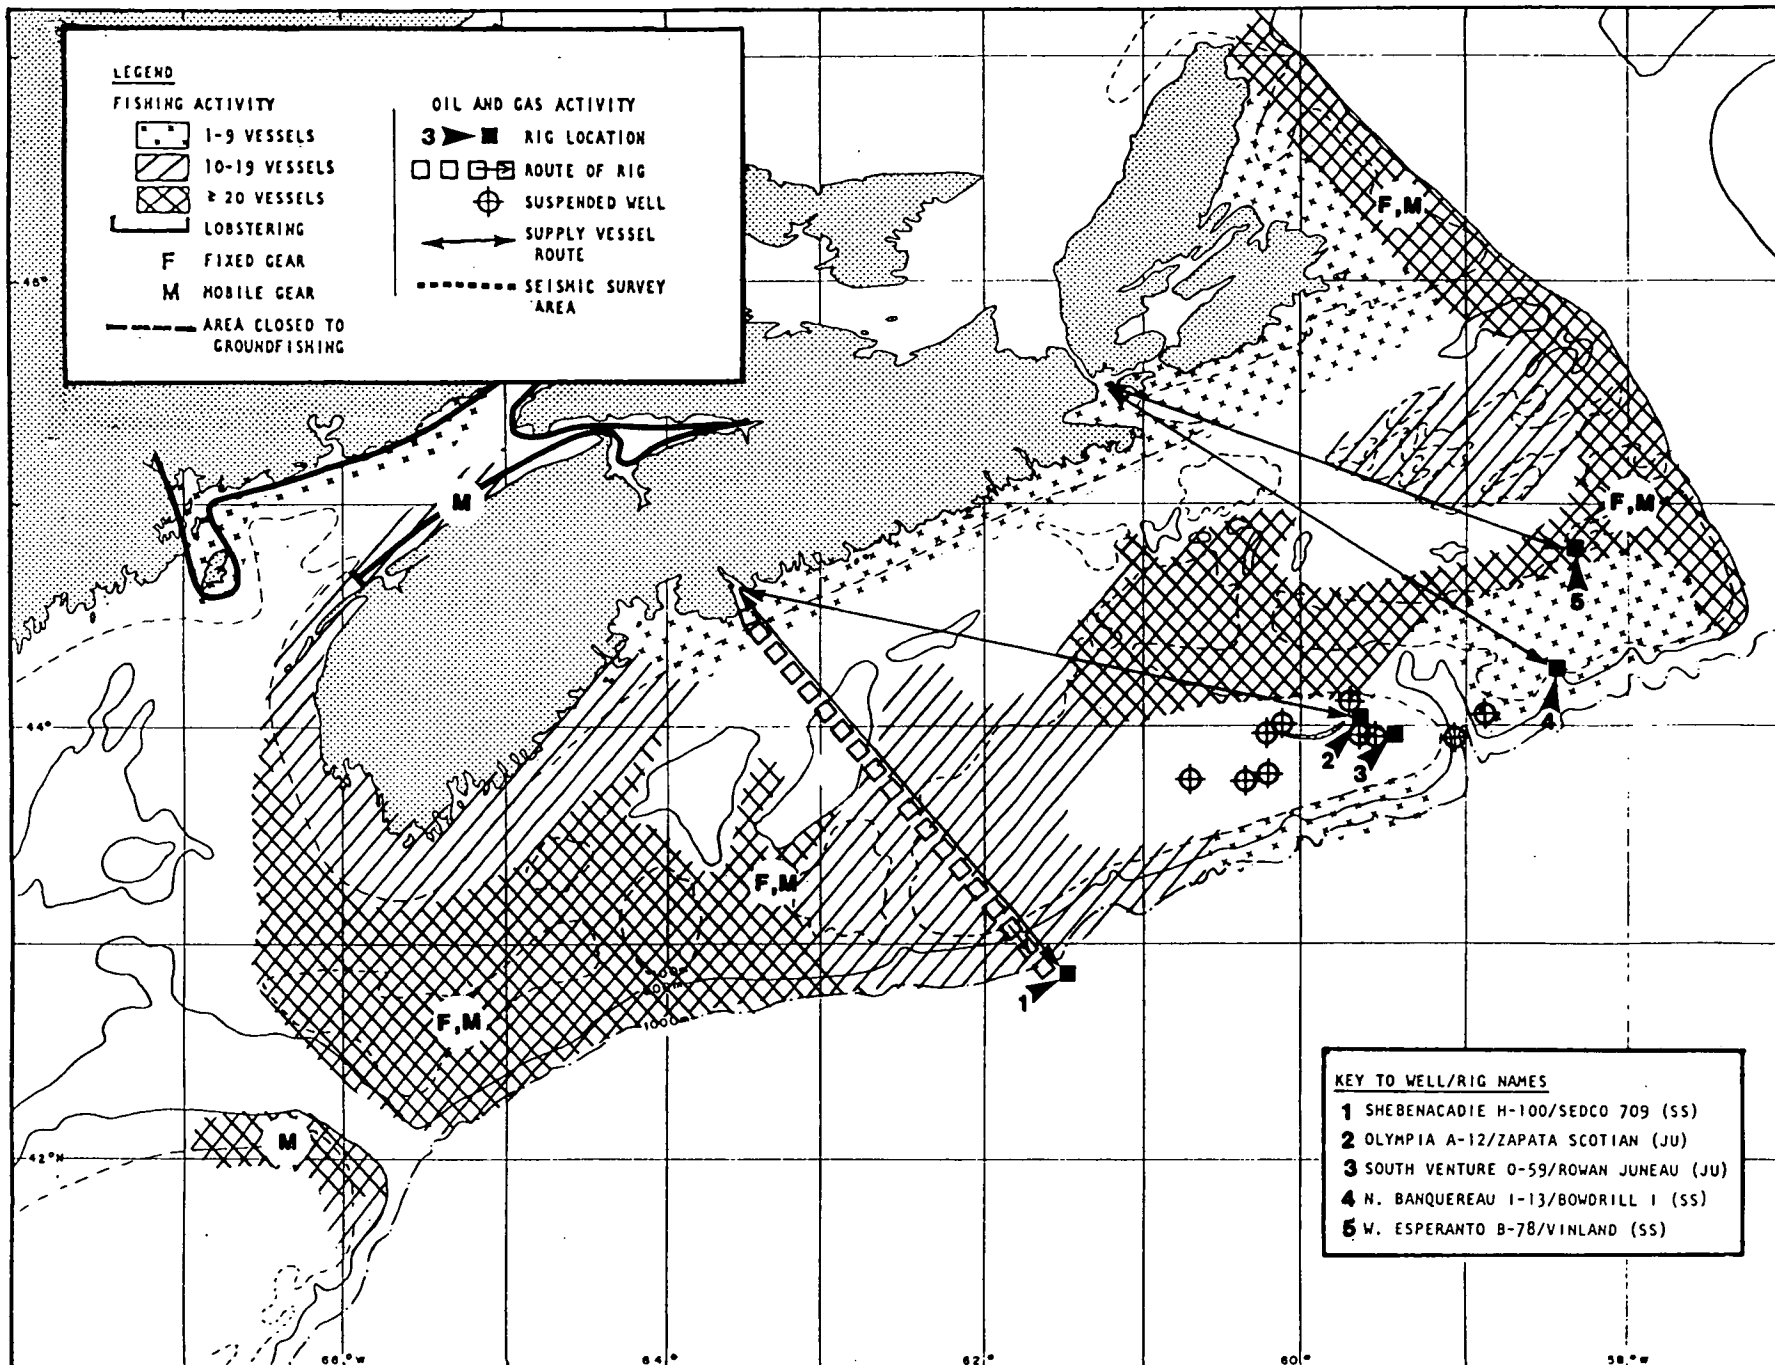 LEGEND
FISHING ACTIVITY
1-9 VESSELS
10-19 VESSELS
≥ 20 VESSELS
LOBSTERING
F FIXED GEAR
M MOBILE GEAR
AREA CLOSED TO
GROUNDFISHING
OIL AND GAS ACTIVITY
3 RIG LOCATION
ROUTE OF RIG
SUSPENDED WELL
SUPPLY VESSEL
ROUTE
SEISMIC SURVEY
AREA
F,M
46°
M
F,M
5
4
44°
2
3
F,M
1
F,M
1000m
M
42°N
KEY TO WELL/RIG NAMES
1 SHEBENACADIE H-100/SEDCO 709 (SS)
2 OLYMPIA A-12/ZAPATA SCOTIAN (JU)
3 SOUTH VENTURE O-59/ROWAN JUNEAU (JU)
4 N. BANQUEREAU I-13/BOWDRILL I (SS)
5 W. ESPERANTO B-78/VINLAND (SS)
66°W
64°
62°
60°
58°W